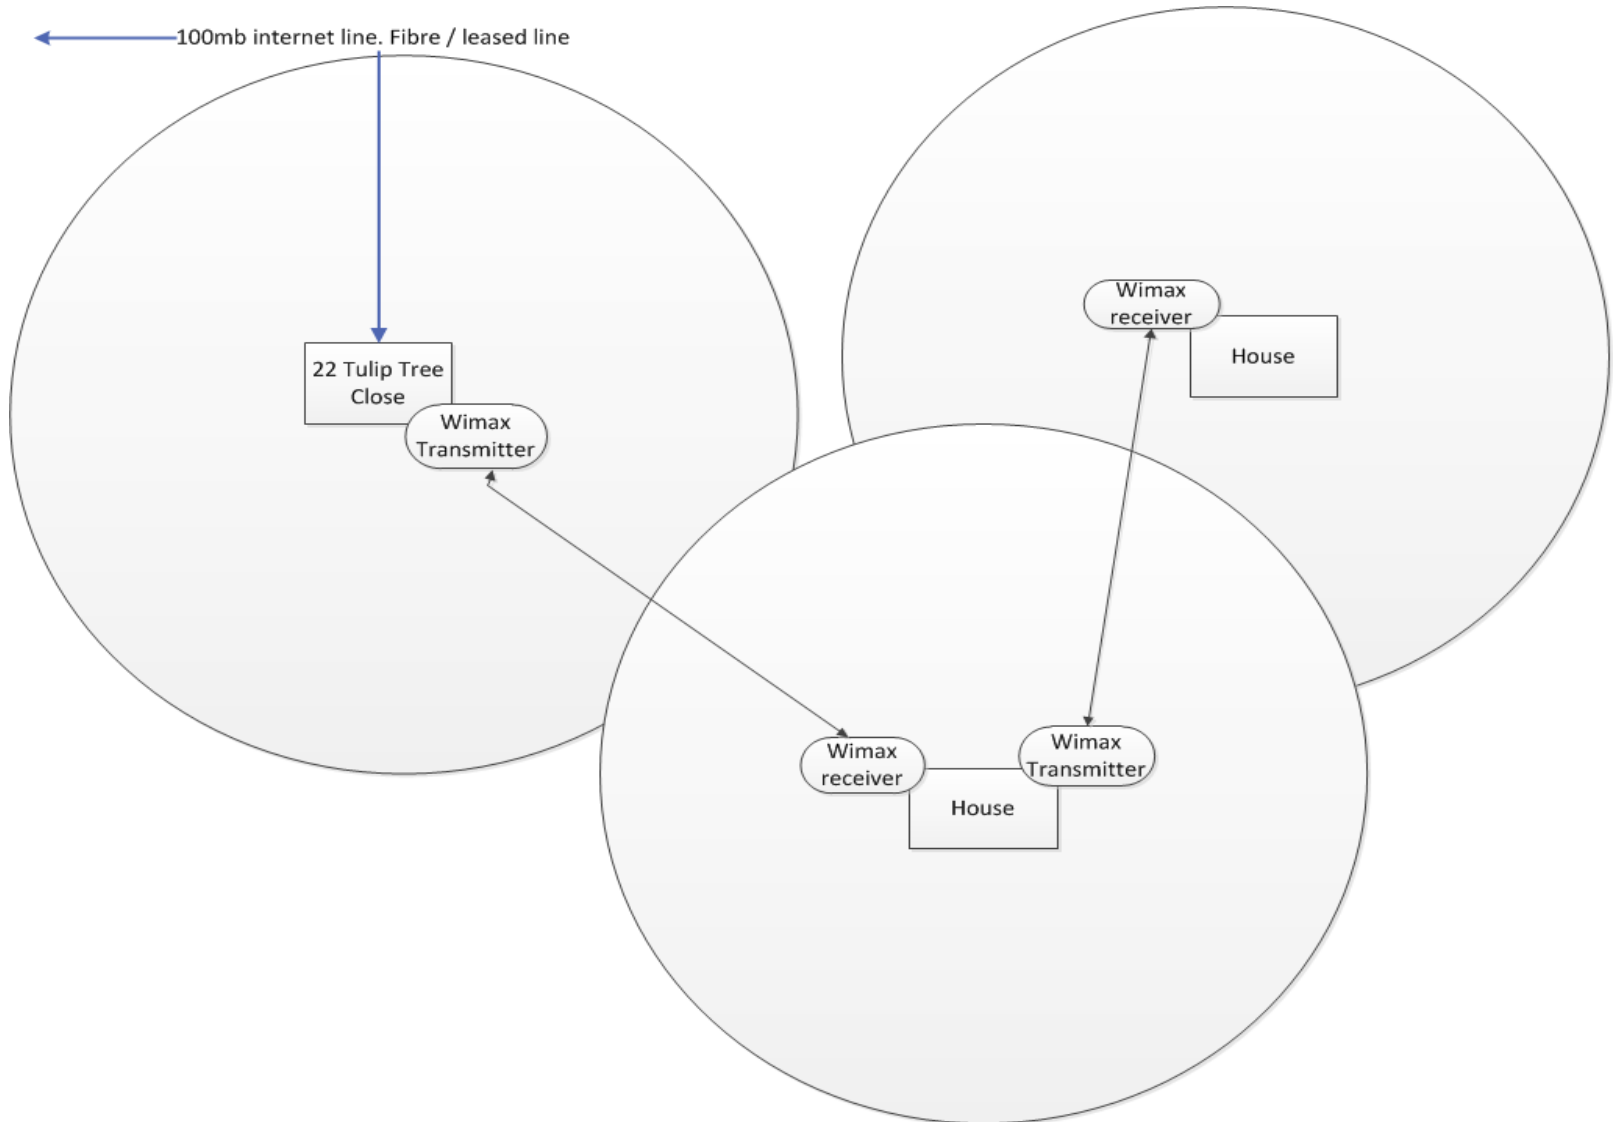 100mb internet line. Fibre / leased line
22 Tulip Tree
Close
Wimax
Transmitter
Wimax
receiver
House
Wimax
receiver
Wimax
Transmitter
House